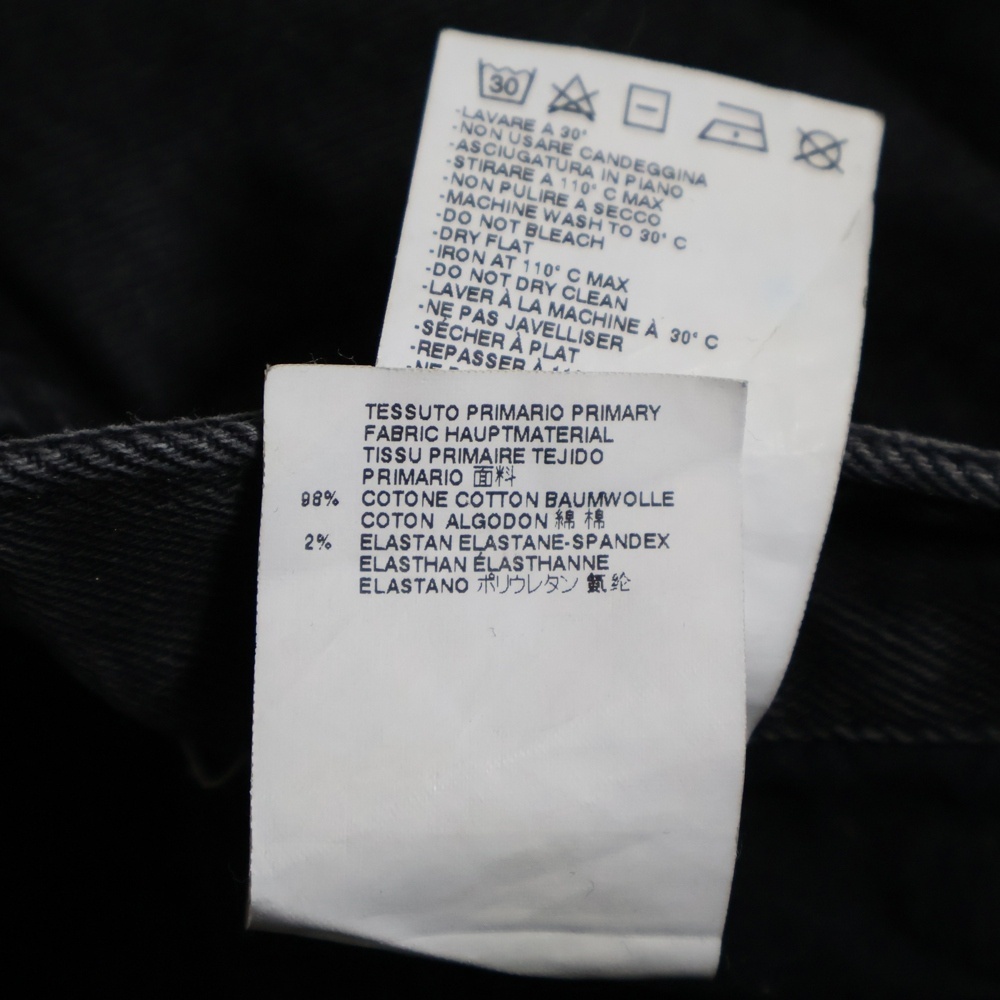 30
-LAVARE A 30°
-NON USARE CANDEGGINA
-ASCIUGATURA IN PIANO
-STIRARE A 110° C MAX
-NON PULIRE A SECCO
-MACHINE WASH TO 30° C
-DO NOT BLEACH
-DRY FLAT
-IRON AT 110° C MAX
-DO NOT DRY CLEAN
-LAVER À LA MACHINE À 30° C
-NE PAS JAVELLISER
-SÉCHER À PLAT
-REPASSER À
-NE
TESSUTO PRIMARIO PRIMARY
FABRIC HAUPTMATERIAL
TISSU PRIMAIRE TEJIDO
PRIMARIO 面料
98% COTONE COTTON BAUMWOLLE
COTON ALGODON 綿 棉
2% ELASTAN ELASTANE-SPANDEX
ELASTHAN ÉLASTHANNE
ELASTANO ポリウレタン 纶